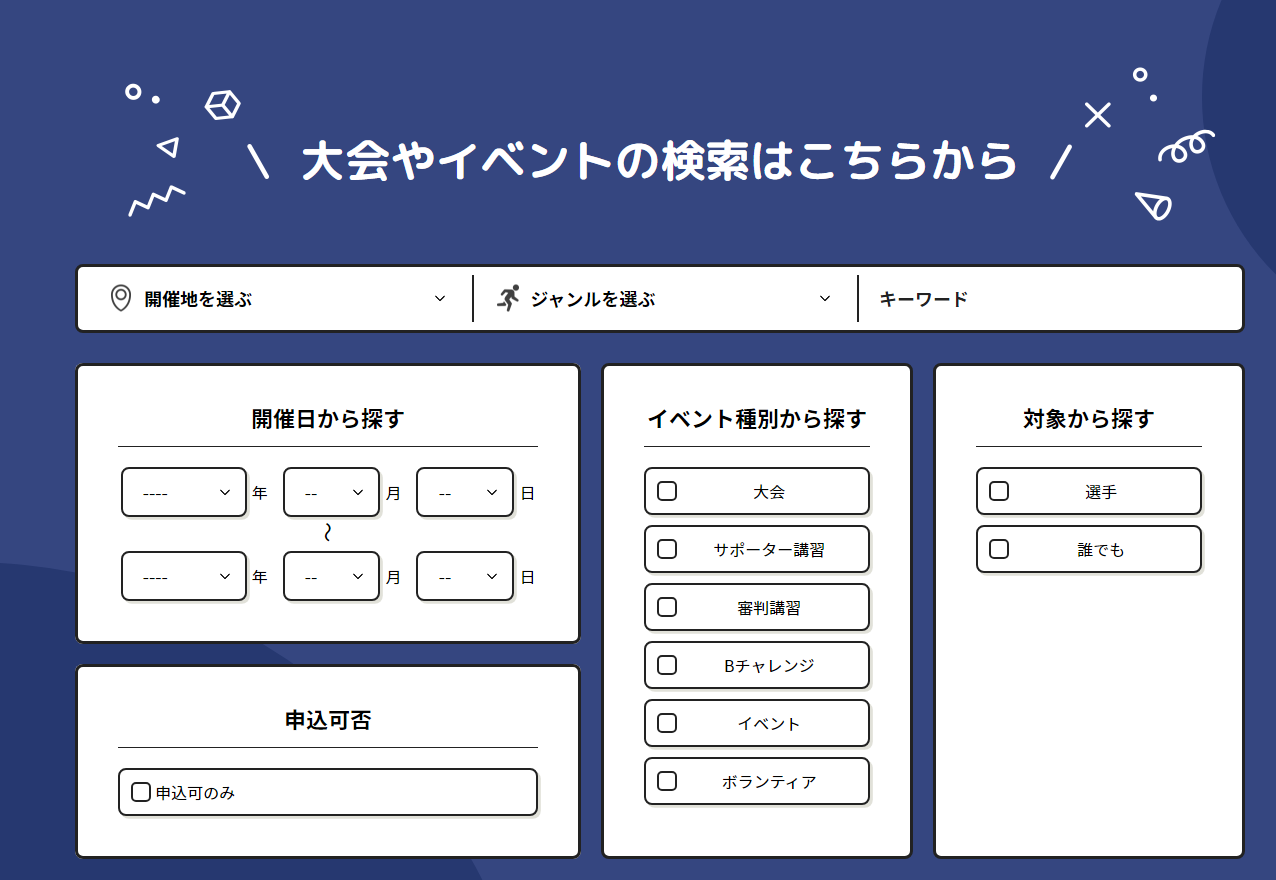 大会やイベントの検索はこちらから
開催地を選ぶ ジャンルを選ぶ キーワード
開催日から探す
---- 年 -- 月 -- 日
～
---- 年 -- 月 -- 日
申込可否
申込可のみ
イベント種別から探す
大会
サポーター講習
審判講習
Bチャレンジ
イベント
ボランティア
対象から探す
選手
誰でも